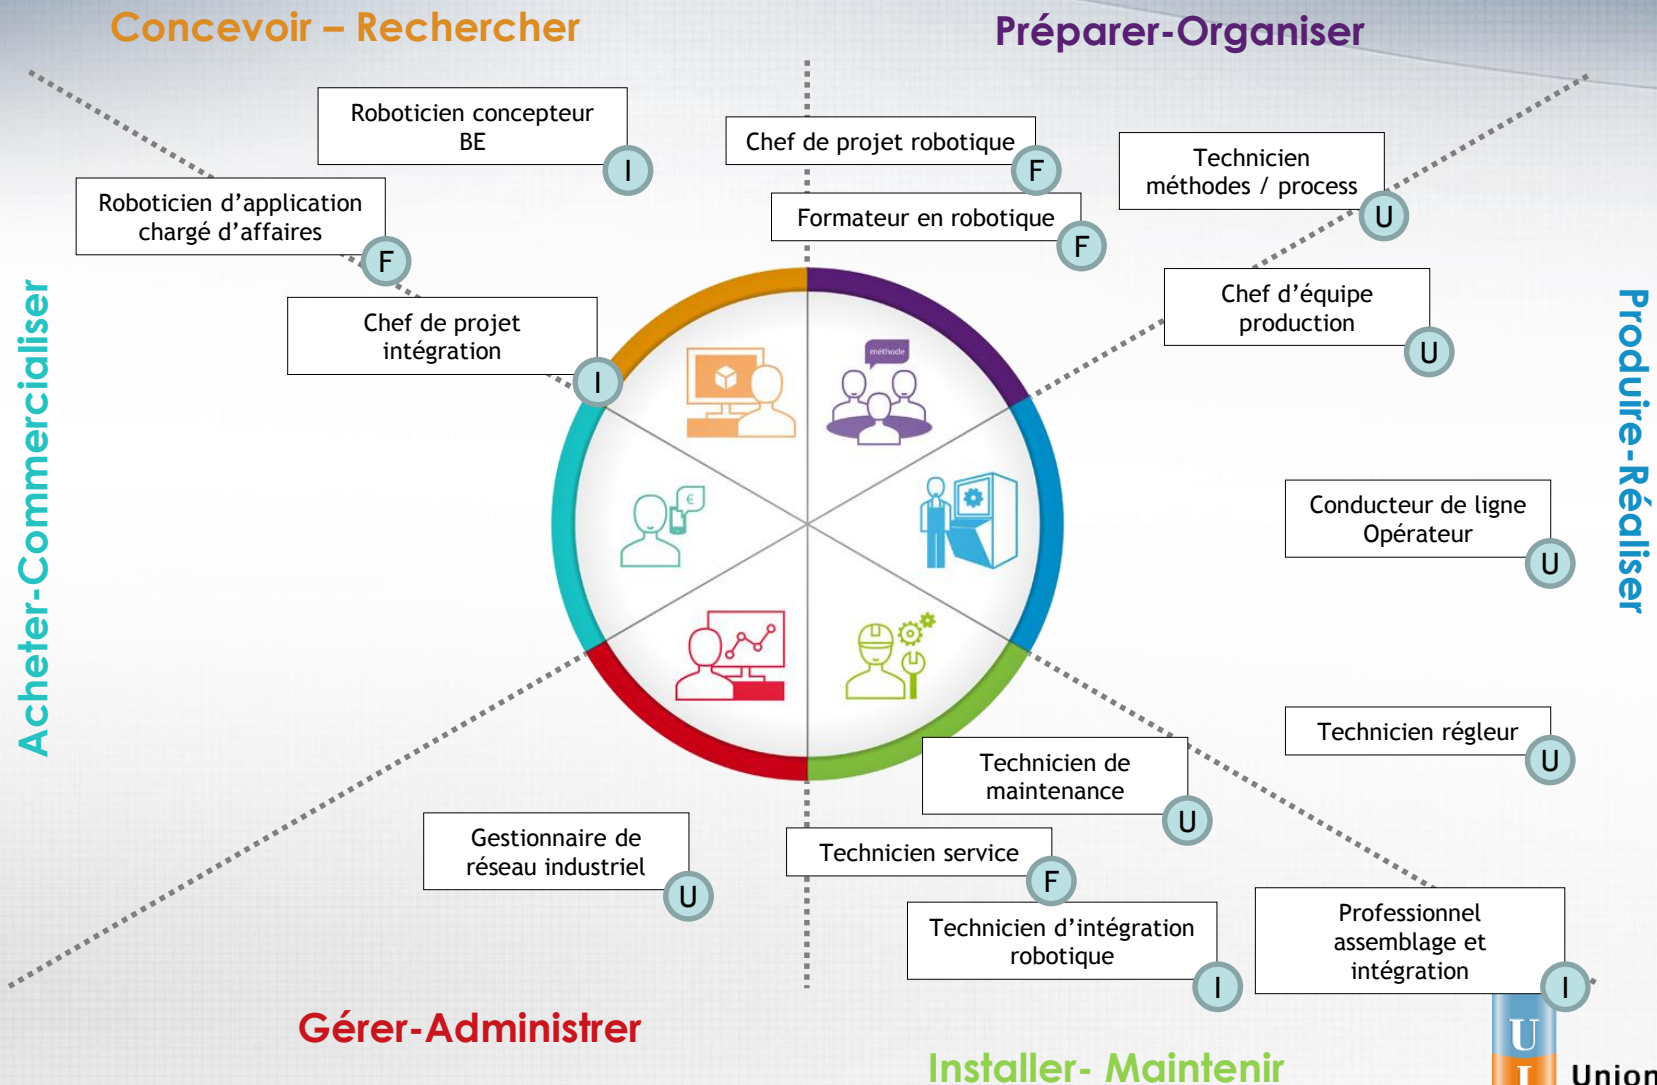 Concevoir – Rechercher
Préparer-Organiser
Roboticien concepteur
BE
I
Chef de projet robotique
F
Technicien
méthodes / process
U
Roboticien d’application
chargé d’affaires
F
Formateur en robotique
F
Chef de projet
intégration
I
Chef d’équipe
production
U
méthode
€
Acheter-Commercialiser
Produire-Réaliser
Conducteur de ligne
Opérateur
U
Technicien régleur
U
Technicien de
maintenance
U
Gestionnaire de
réseau industriel
U
Technicien service
F
Technicien d’intégration
robotique
I
Professionnel
assemblage et
intégration
I
Gérer-Administrer
Installer- Maintenir
U
I
Union